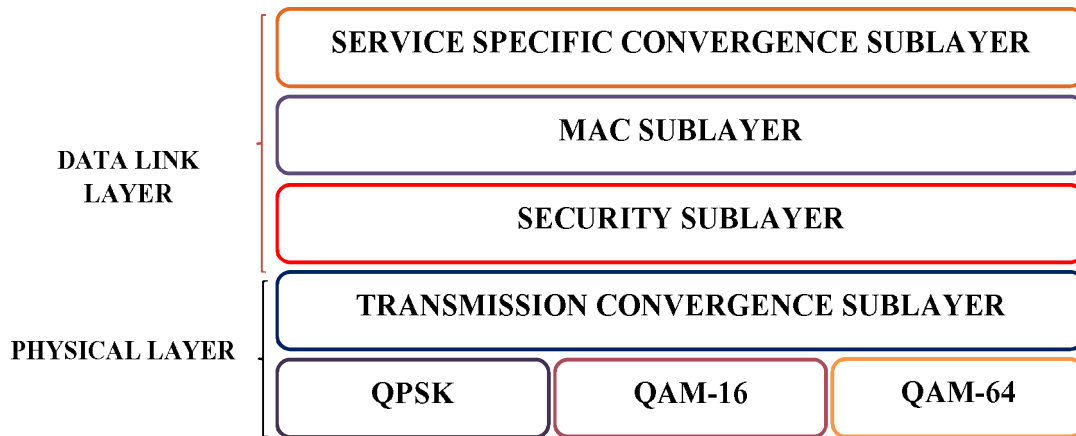 SERVICE SPECIFIC CONVERGENCE SUBLAYER
MAC SUBLAYER
DATA LINK
LAYER
SECURITY SUBLAYER
TRANSMISSION CONVERGENCE SUBLAYER
PHYSICAL LAYER
QPSK
QAM-16
QAM-64